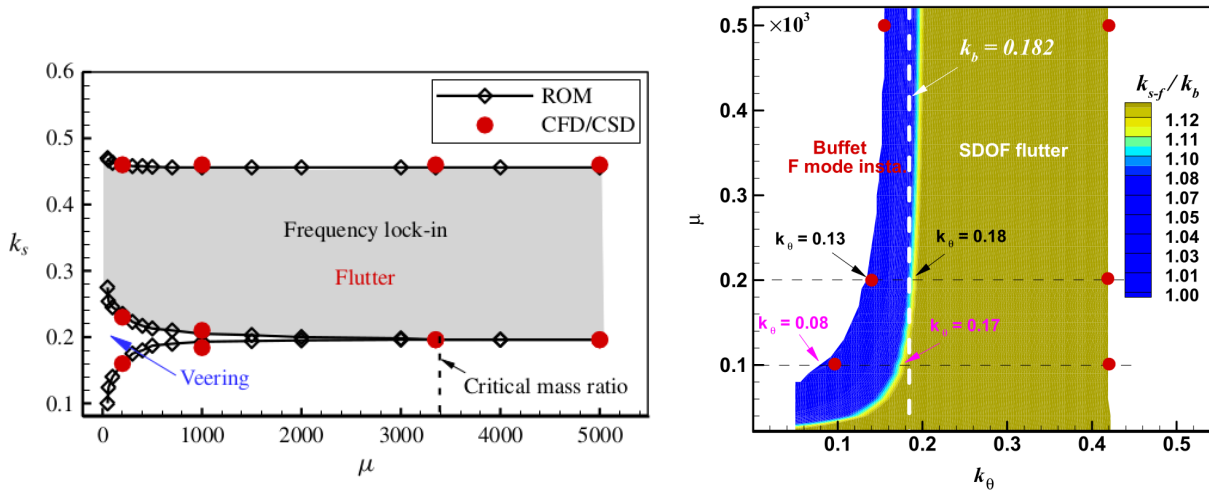 0.6
0.5
0.4
0.3
0.2
0.1
k_s
ROM
CFD/CSD
Frequency lock-in
Flutter
Veering
Critical mass ratio
0
1000
2000
3000
4000
5000
μ
0.5
0.4
0.3
0.2
0.1
μ
×10³
k_b = 0.182
Buffet
F mode insta.
SDOF flutter
k_θ = 0.13
k_θ = 0.18
k_θ = 0.08
k_θ = 0.17
0.1
0.2
0.3
0.4
0.5
k_θ
k_s-f / k_b
1.12
1.11
1.10
1.08
1.07
1.05
1.04
1.03
1.01
1.00